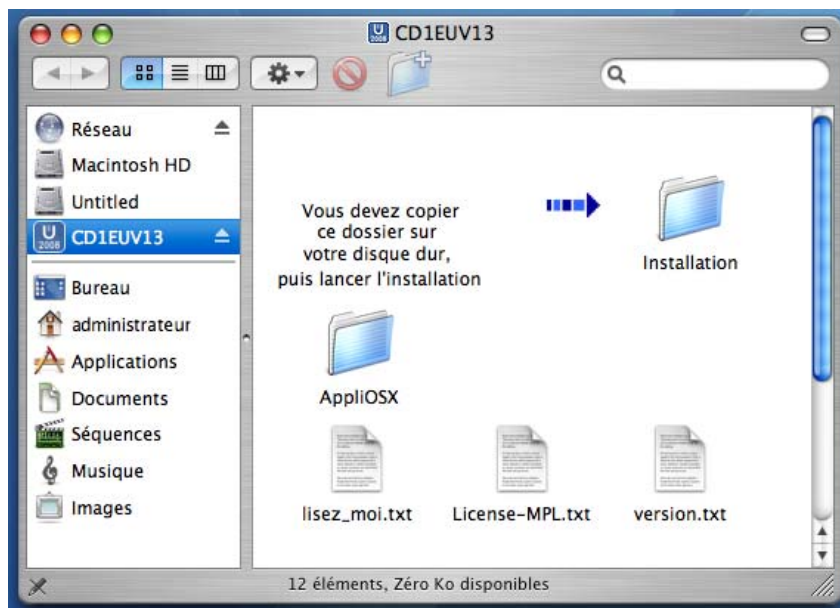 CD1EUV13
Réseau
Macintosh HD
Untitled
U
2008
CD1EUV13
Bureau
administrateur
Applications
Documents
Séquences
Musique
Images
Vous devez copier
ce dossier sur
votre disque dur,
puis lancer l'installation
Installation
AppliOSX
lisez_moi.txt
License-MPL.txt
version.txt
12 éléments, Zéro Ko disponibles